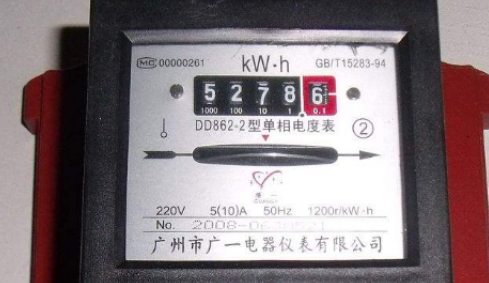 MC 00000261 kW·h GB/T15283-94
5 2 7 8 6
1000 100 10 1 0.1
DD862-2型单相电度表 ②
220V 5(10)A 50Hz 1200r/kW·h
No. 2008-06
广州市广一电器仪表有限公司